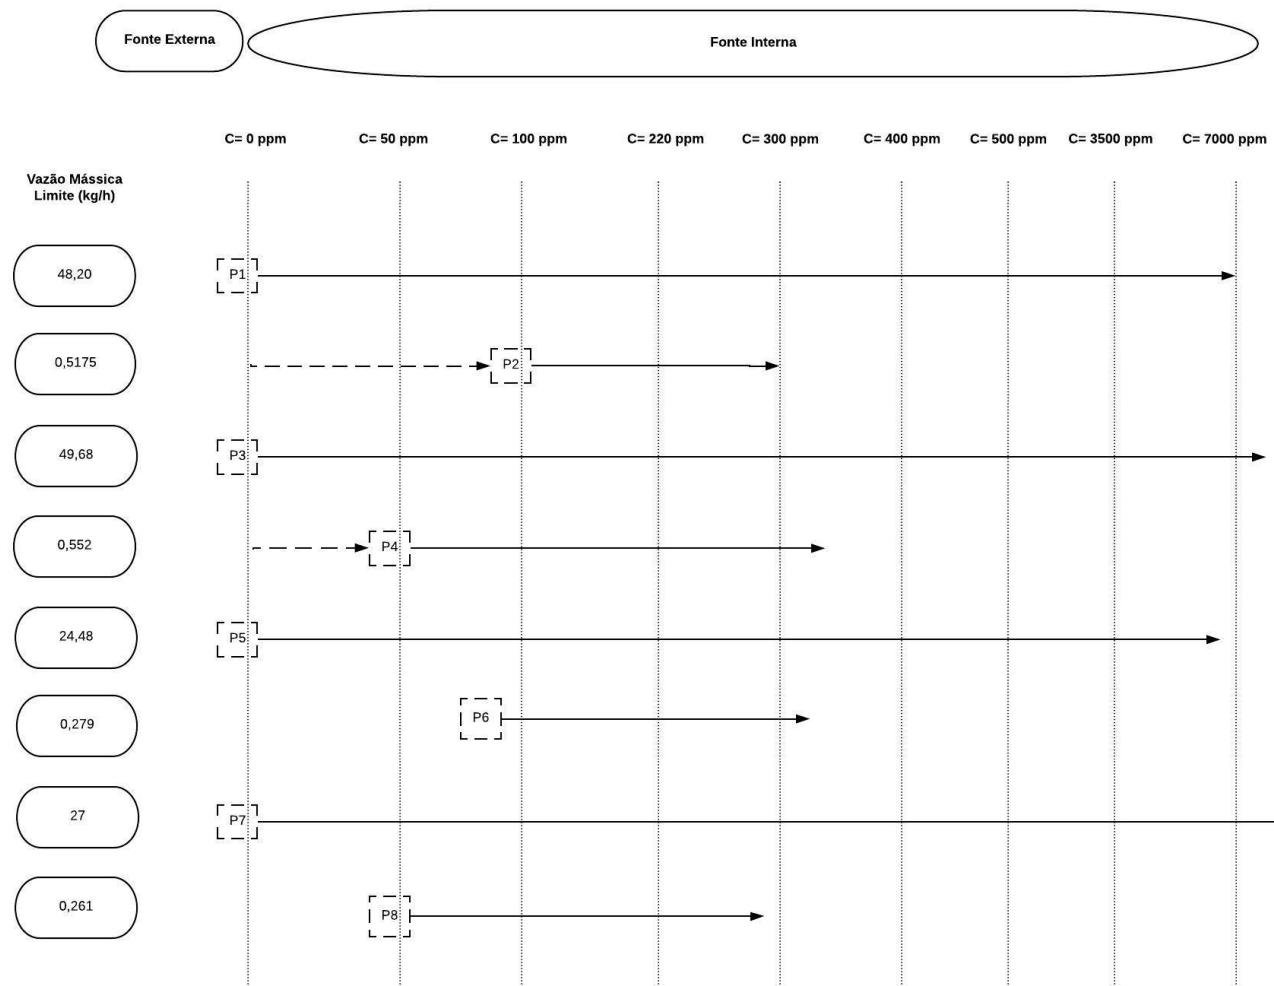 Fonte Externa
Fonte Interna
C= 0 ppm
C= 50 ppm
C= 100 ppm
C= 220 ppm
C= 300 ppm
C= 400 ppm
C= 500 ppm
C= 3500 ppm
C= 7000 ppm
Vazão Mássica
Limite (kg/h)
48,20
P1
0,5175
P2
49,68
P3
0,552
P4
24,48
P5
0,279
P6
27
P7
0,261
P8